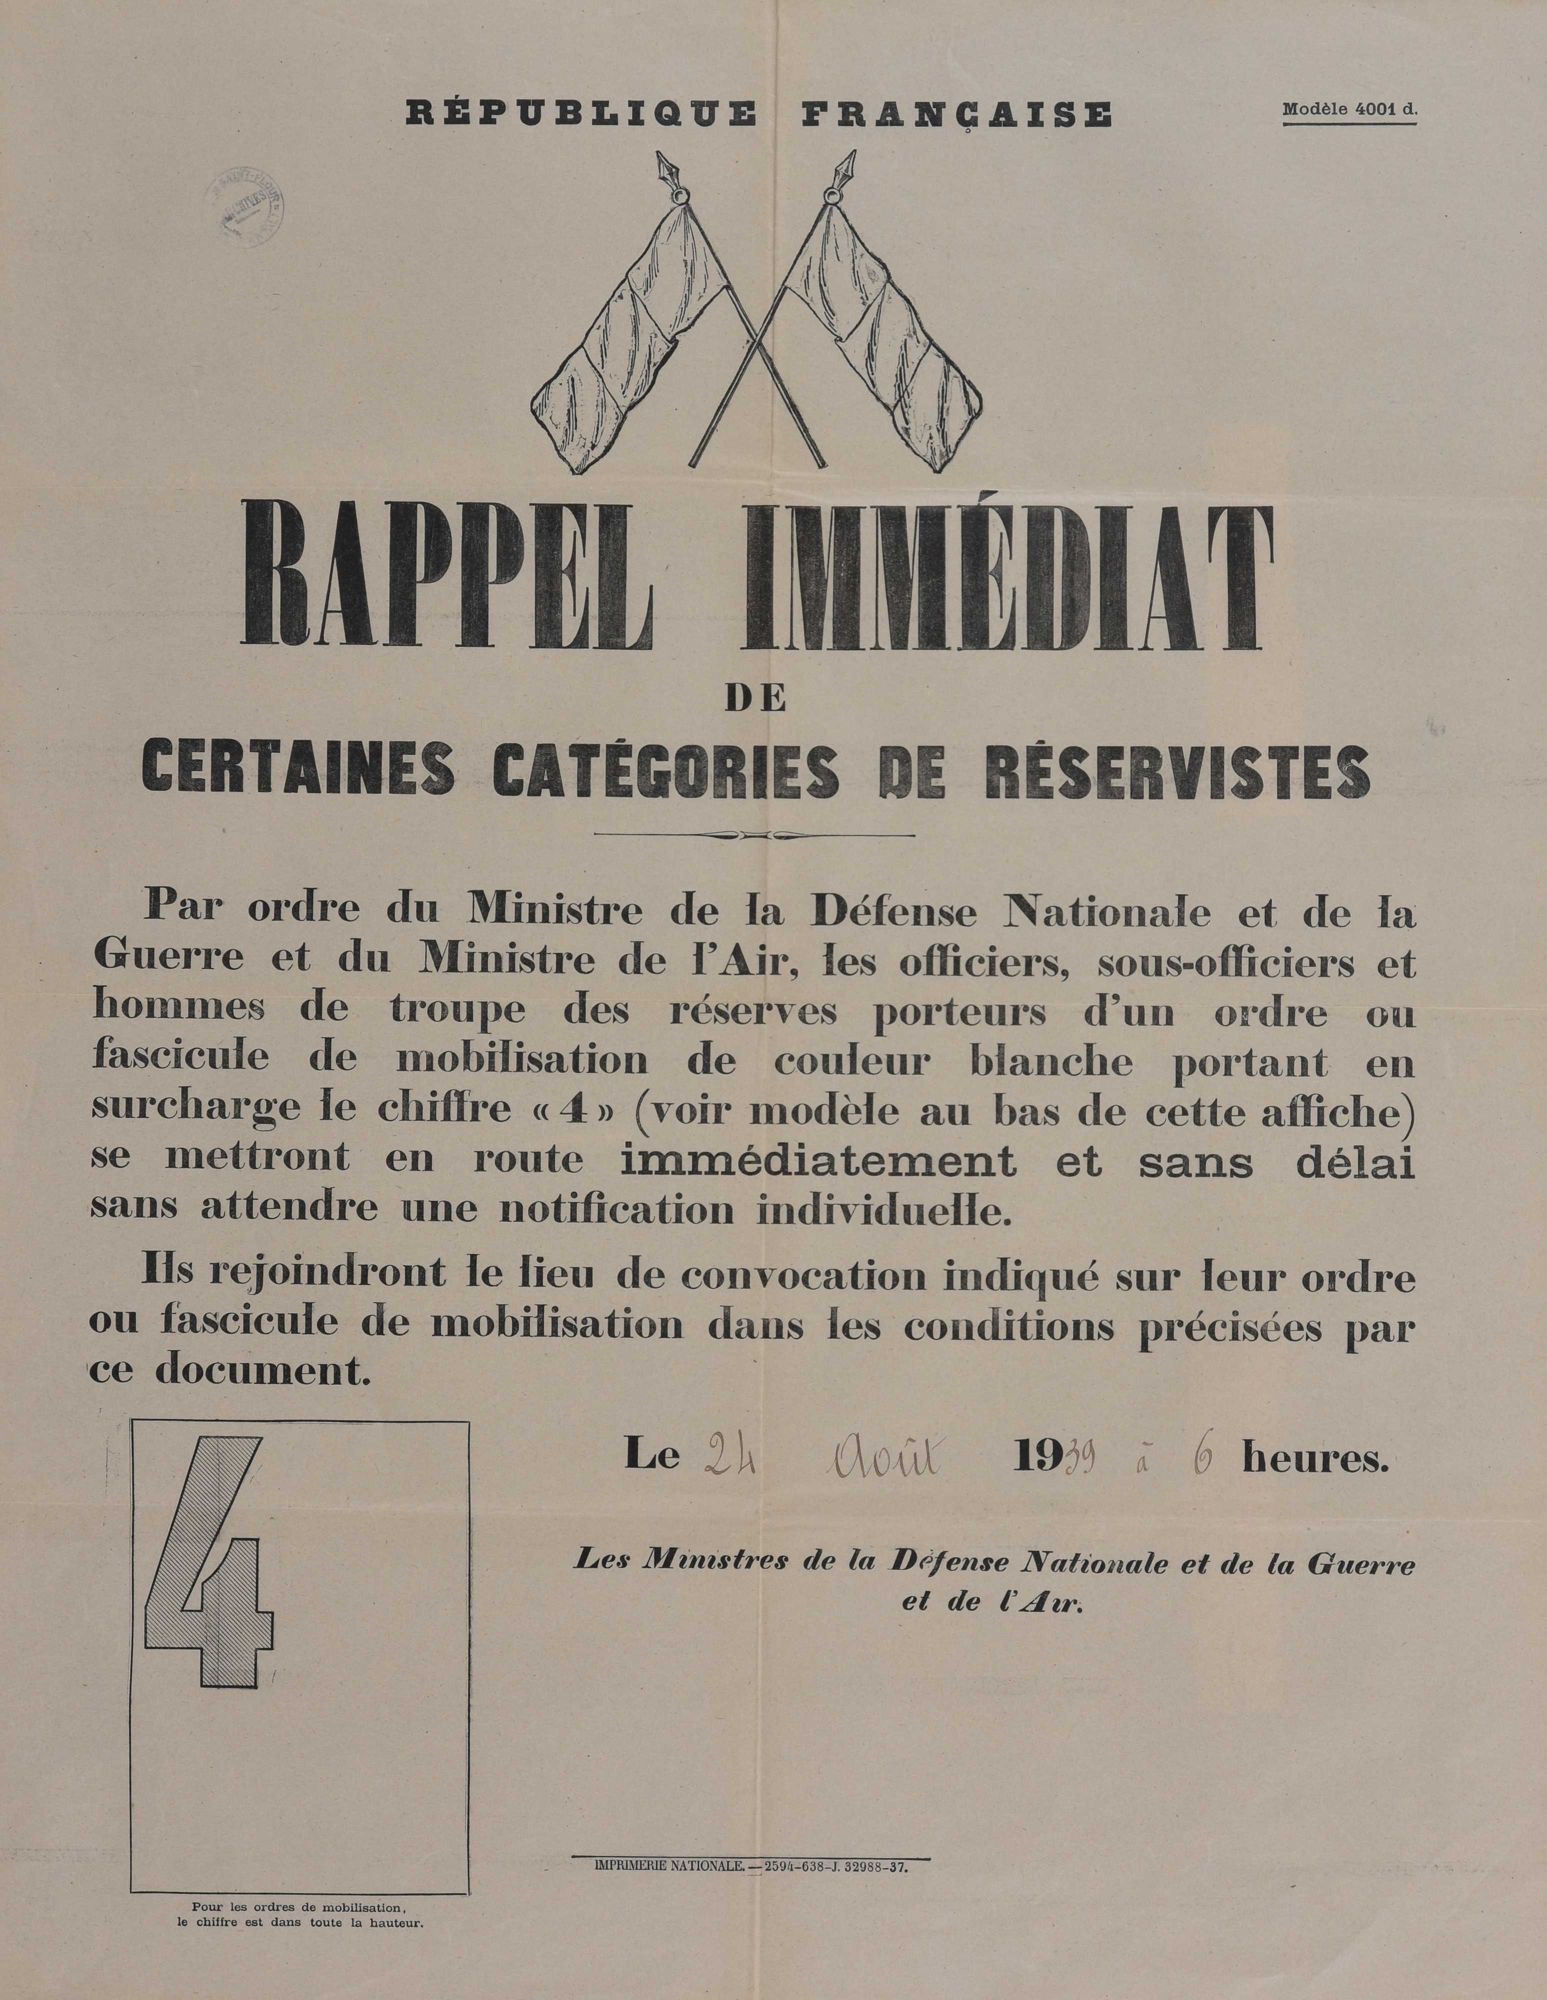 RÉPUBLIQUE FRANÇAISE
Modèle 4001 d.
SAINT-FLOUR
ARCHIVES
RAPPEL IMMÉDIAT
DE
CERTAINES CATÉGORIES DE RÉSERVISTES
Par ordre du Ministre de la Défense Nationale et de la
Guerre et du Ministre de l'Air, les officiers, sous-officiers et
hommes de troupe des réserves porteurs d'un ordre ou
fascicule de mobilisation de couleur blanche portant en
surcharge le chiffre « 4 » (voir modèle au bas de cette affiche)
se mettront en route immédiatement et sans délai
sans attendre une notification individuelle.
Ils rejoindront le lieu de convocation indiqué sur leur ordre
ou fascicule de mobilisation dans les conditions précisées par
ce document.
4
Le 24 Août 1939 à 6 heures.
Les Ministres de la Défense Nationale et de la Guerre
et de l'Air.
IMPRIMERIE NATIONALE. — 2594-638-J. 32988-37.
Pour les ordres de mobilisation,
le chiffre est dans toute la hauteur.